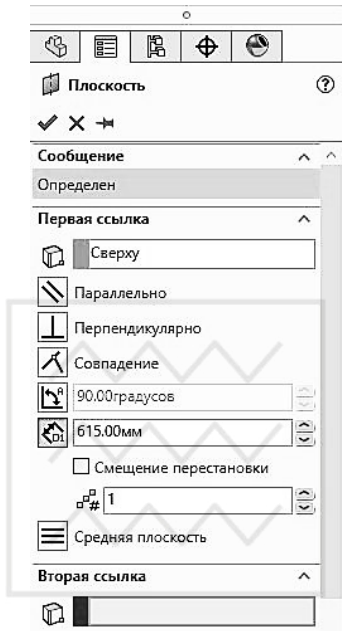 Плоскость
Сообщение
Определен
Первая ссылка
Сверху
Параллельно
Перпендикулярно
Совпадение
90.00градусов
615.00мм
Смещение перестановки
# 1
Средняя плоскость
Вторая ссылка